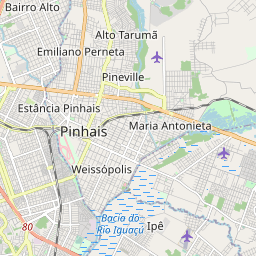 Bairro Alto
Alto Tarumã
Emiliano Perneta
Pineville
Estância Pinhais
Maria Antonieta
Pinhais
Weissópolis
Bacia do
Rio Iguaçu
Ipê
80